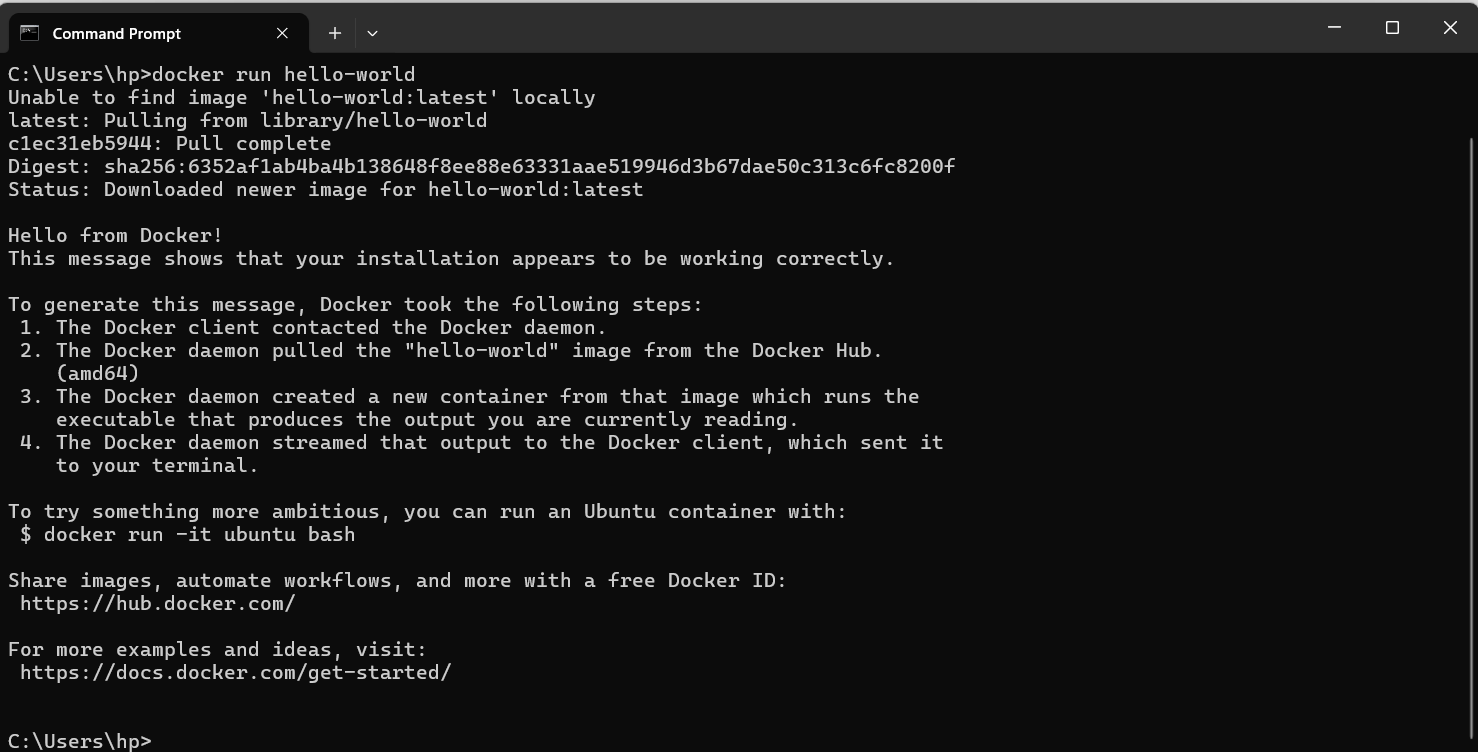 Command Prompt
C:\Users\hp>docker run hello-world
Unable to find image 'hello-world:latest' locally
latest: Pulling from library/hello-world
c1ec31eb5944: Pull complete
Digest: sha256:6352af1ab4ba4b138648f8ee88e63331aae519946d3b67dae50c313c6fc8200f
Status: Downloaded newer image for hello-world:latest
Hello from Docker!
This message shows that your installation appears to be working correctly.
To generate this message, Docker took the following steps:
1. The Docker client contacted the Docker daemon.
2. The Docker daemon pulled the "hello-world" image from the Docker Hub.
(amd64)
3. The Docker daemon created a new container from that image which runs the
executable that produces the output you are currently reading.
4. The Docker daemon streamed that output to the Docker client, which sent it
to your terminal.
To try something more ambitious, you can run an Ubuntu container with:
$ docker run -it ubuntu bash
Share images, automate workflows, and more with a free Docker ID:
https://hub.docker.com/
For more examples and ideas, visit:
https://docs.docker.com/get-started/
C:\Users\hp>